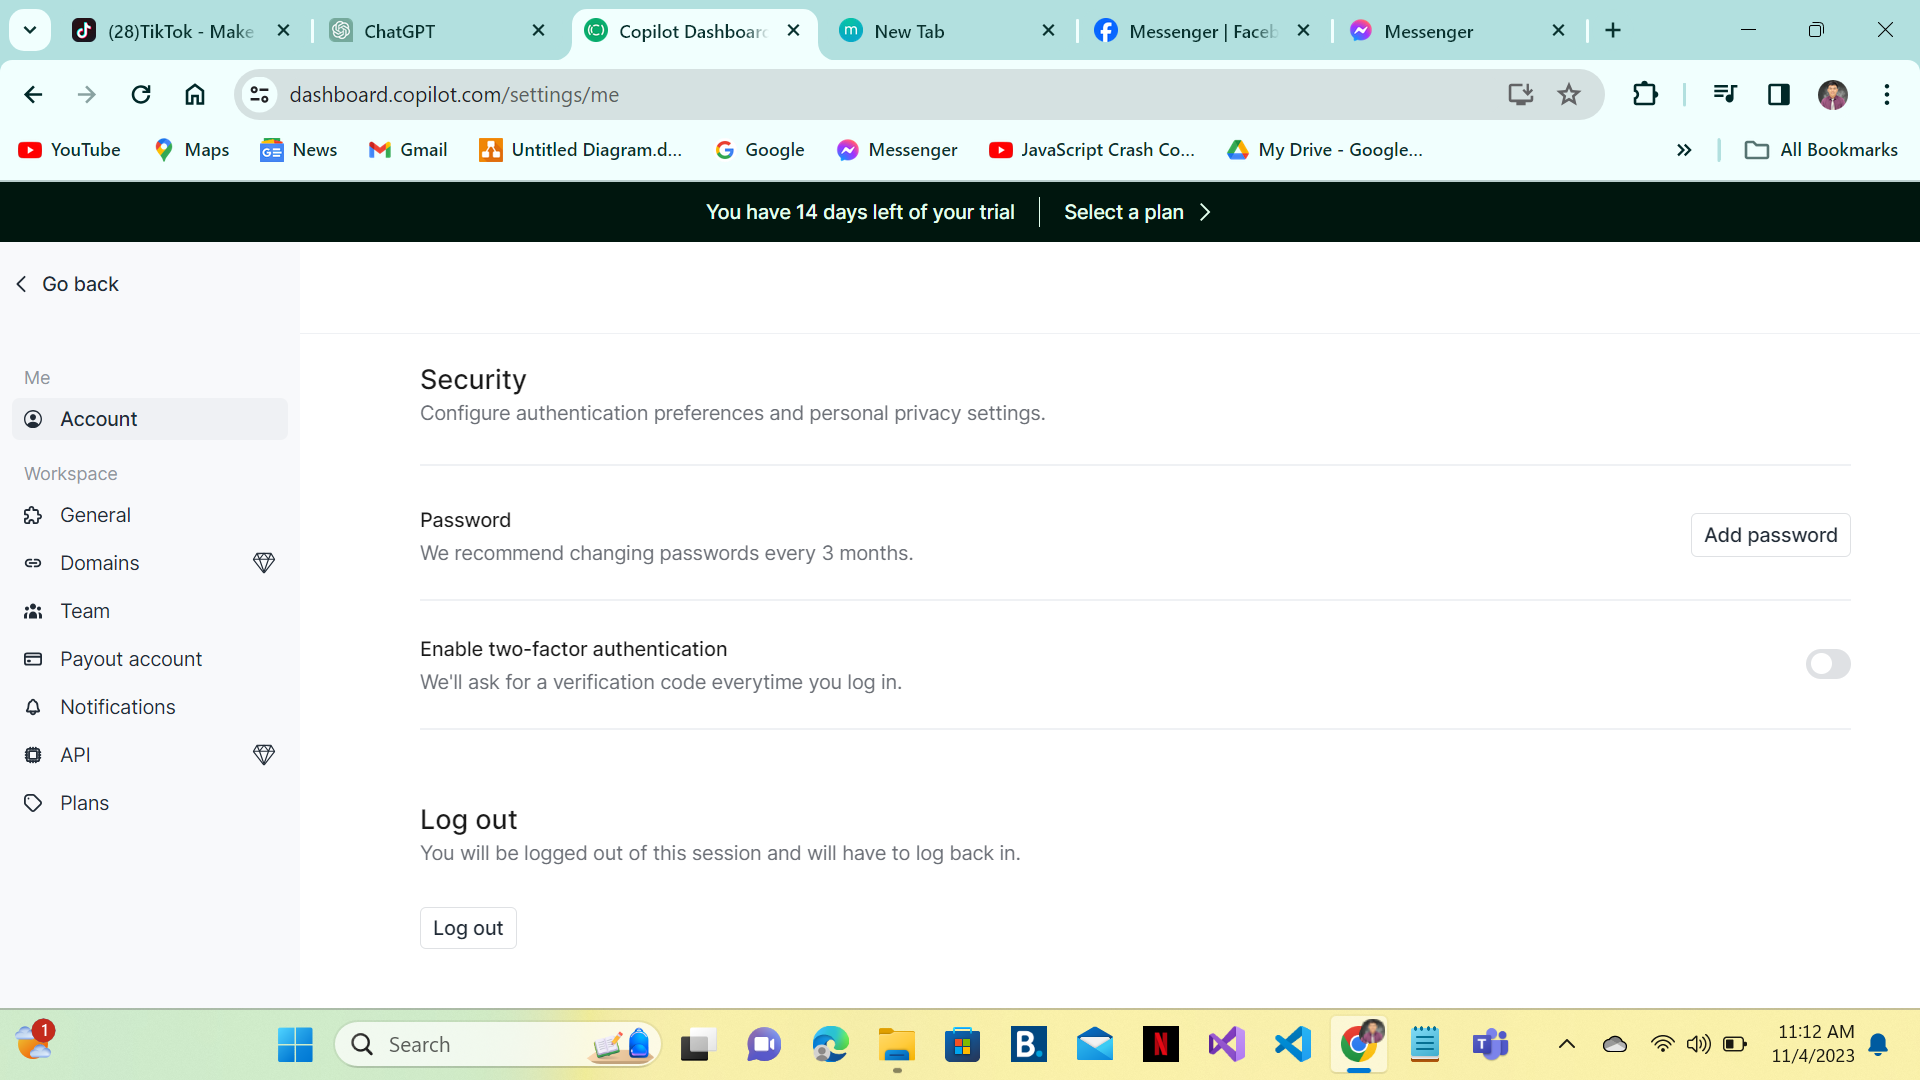 (28)TikTok - Make
ChatGPT
Copilot Dashboard
New Tab
Messenger | Faceb
Messenger
dashboard.copilot.com/settings/me
YouTube
Maps
News
Gmail
Untitled Diagram.d...
Google
Messenger
JavaScript Crash Co...
My Drive - Google...
All Bookmarks
You have 14 days left of your trial
Select a plan
Go back
Me
Account
Workspace
General
Domains
Team
Payout account
Notifications
API
Plans
Security
Configure authentication preferences and personal privacy settings.
Password
We recommend changing passwords every 3 months.
Add password
Enable two-factor authentication
We'll ask for a verification code everytime you log in.
Log out
You will be logged out of this session and will have to log back in.
Log out
1
Search
B.
N
T
11:12 AM
11/4/2023